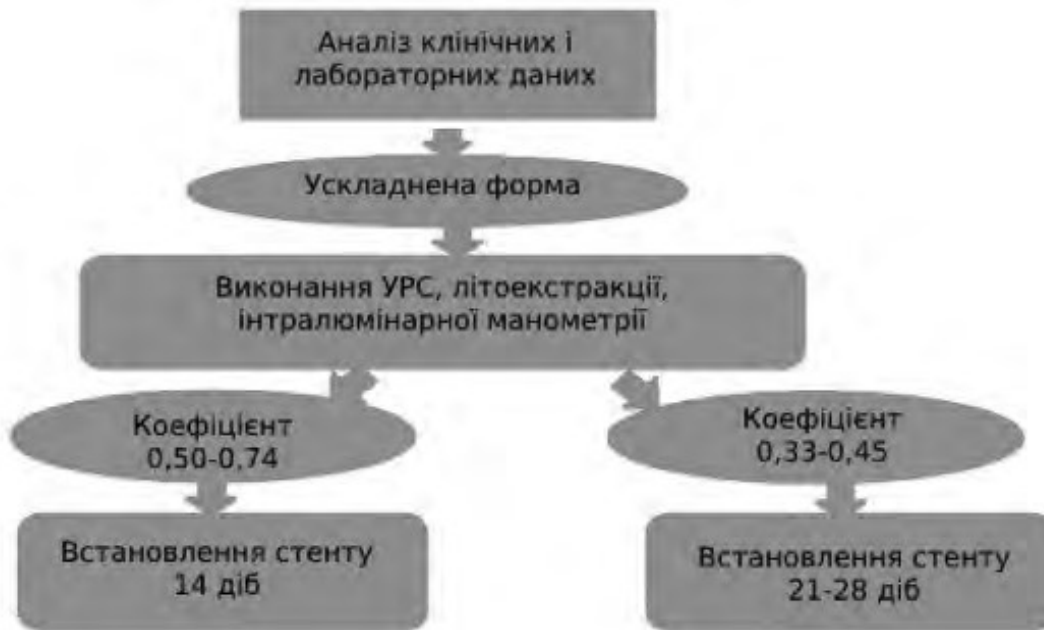 Аналіз клінічних і
лабораторних даних
Ускладнена форма
Виконання УРС, літоекстракції,
інтралюмінарної манометрії
Коефіцієнт
0,50-0,74
Коефіцієнт
0,33-0,45
Встановлення стенту
14 діб
Встановлення стенту
21-28 діб